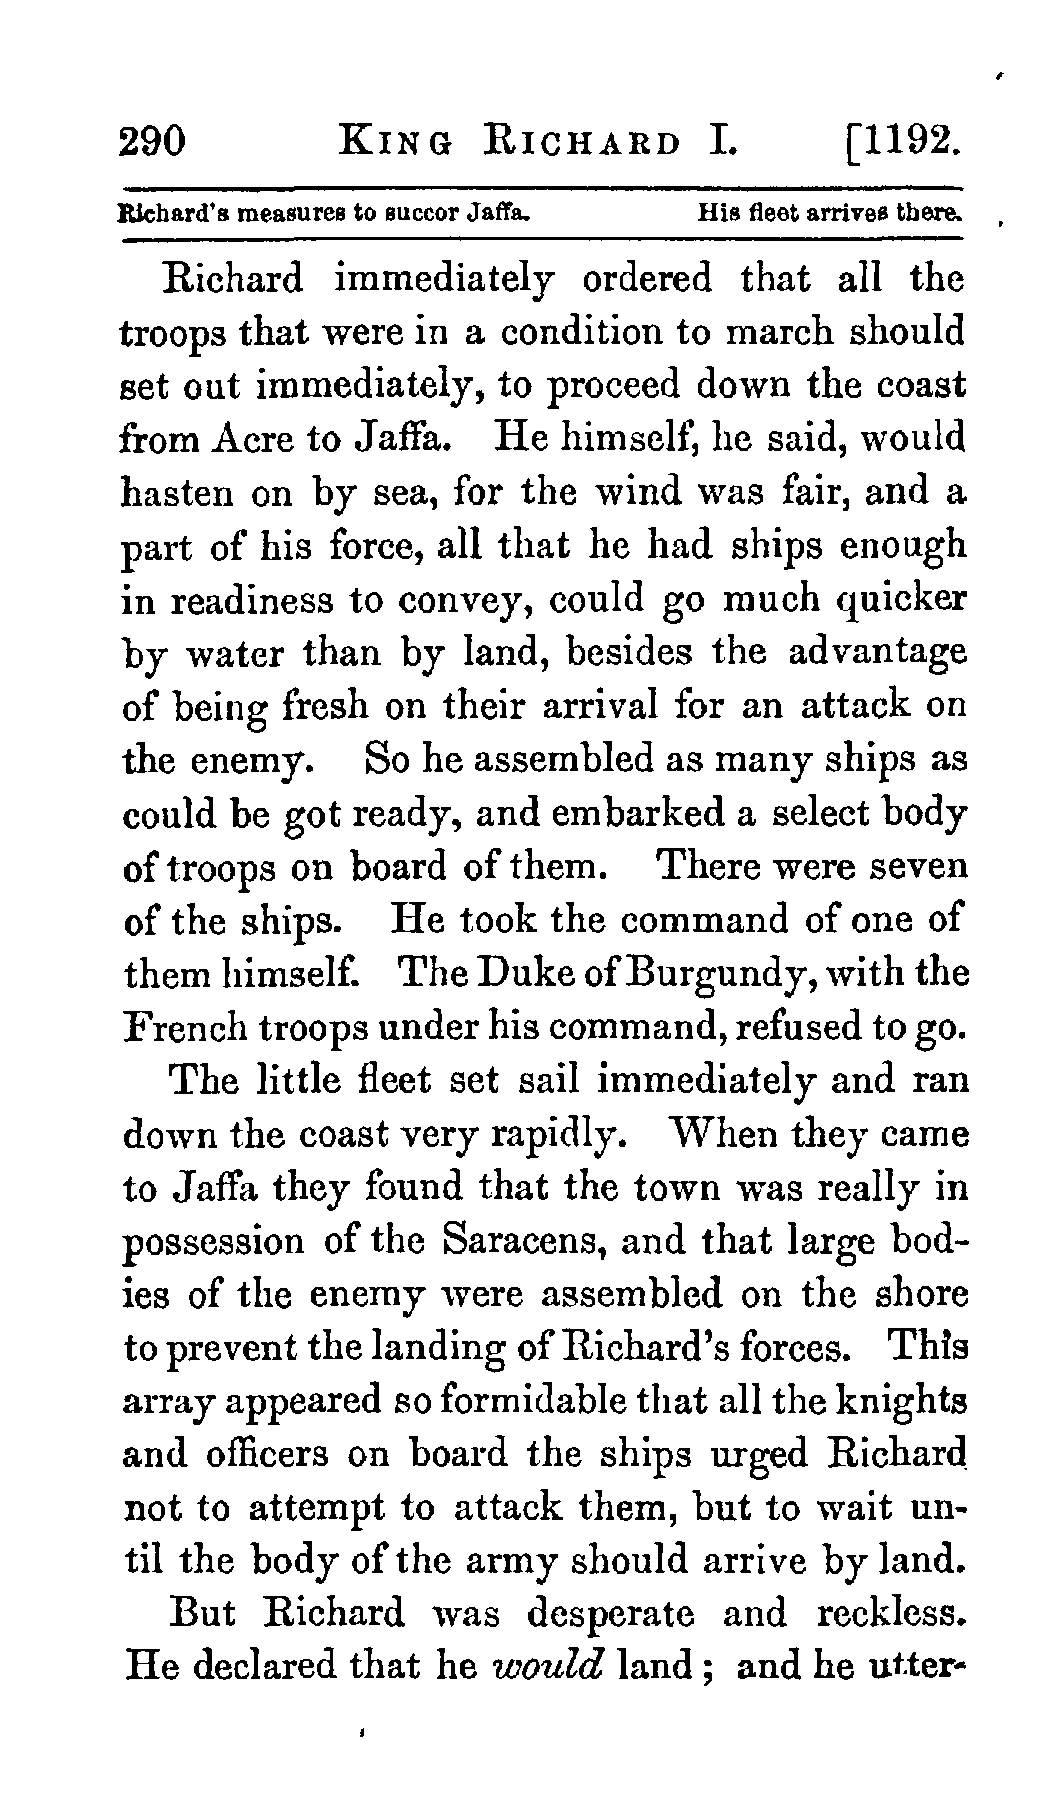 290 KING RICHARD I. [1192.
Richard's measures to succor Jaffa. His fleet arrives there.
Richard immediately ordered that all the
troops that were in a condition to march should
set out immediately, to proceed down the coast
from Acre to Jaffa. He himself, he said, would
hasten on by sea, for the wind was fair, and a
part of his force, all that he had ships enough
in readiness to convey, could go much quicker
by water than by land, besides the advantage
of being fresh on their arrival for an attack on
the enemy. So he assembled as many ships as
could be got ready, and embarked a select body
of troops on board of them. There were seven
of the ships. He took the command of one of
them himself. The Duke of Burgundy, with the
French troops under his command, refused to go.
The little fleet set sail immediately and ran
down the coast very rapidly. When they came
to Jaffa they found that the town was really in
possession of the Saracens, and that large bod-
ies of the enemy were assembled on the shore
to prevent the landing of Richard's forces. This
array appeared so formidable that all the knights
and officers on board the ships urged Richard
not to attempt to attack them, but to wait un-
til the body of the army should arrive by land.
But Richard was desperate and reckless.
He declared that he would land; and he utter-